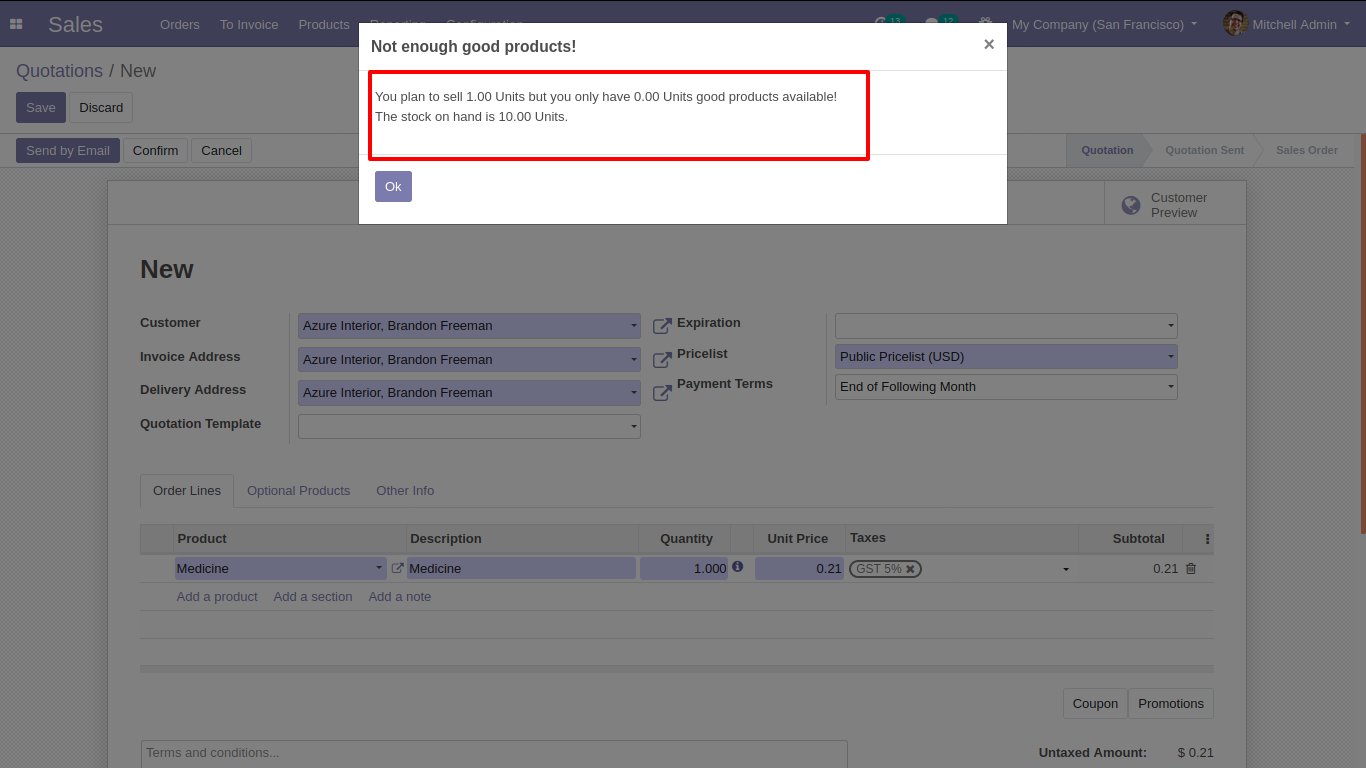 Sales
Orders To Invoice Products Reporting Configuration 13 12 My Company (San Francisco) Mitchell Admin
Not enough good products! ×
Quotations / New
Save Discard
You plan to sell 1.00 Units but you only have 0.00 Units good products available!
The stock on hand is 10.00 Units.
Send by Email Confirm Cancel Quotation Quotation Sent Sales Order
Ok
Customer
Preview
New
Customer Azure Interior, Brandon Freeman Expiration
Invoice Address Azure Interior, Brandon Freeman Pricelist Public Pricelist (USD)
Delivery Address Azure Interior, Brandon Freeman Payment Terms End of Following Month
Quotation Template
Order Lines Optional Products Other Info
Product Description Quantity Unit Price Taxes Subtotal
Medicine Medicine 1.000 0.21 GST 5% 0.21
Add a product Add a section Add a note
Coupon Promotions
Terms and conditions... Untaxed Amount: $ 0.21